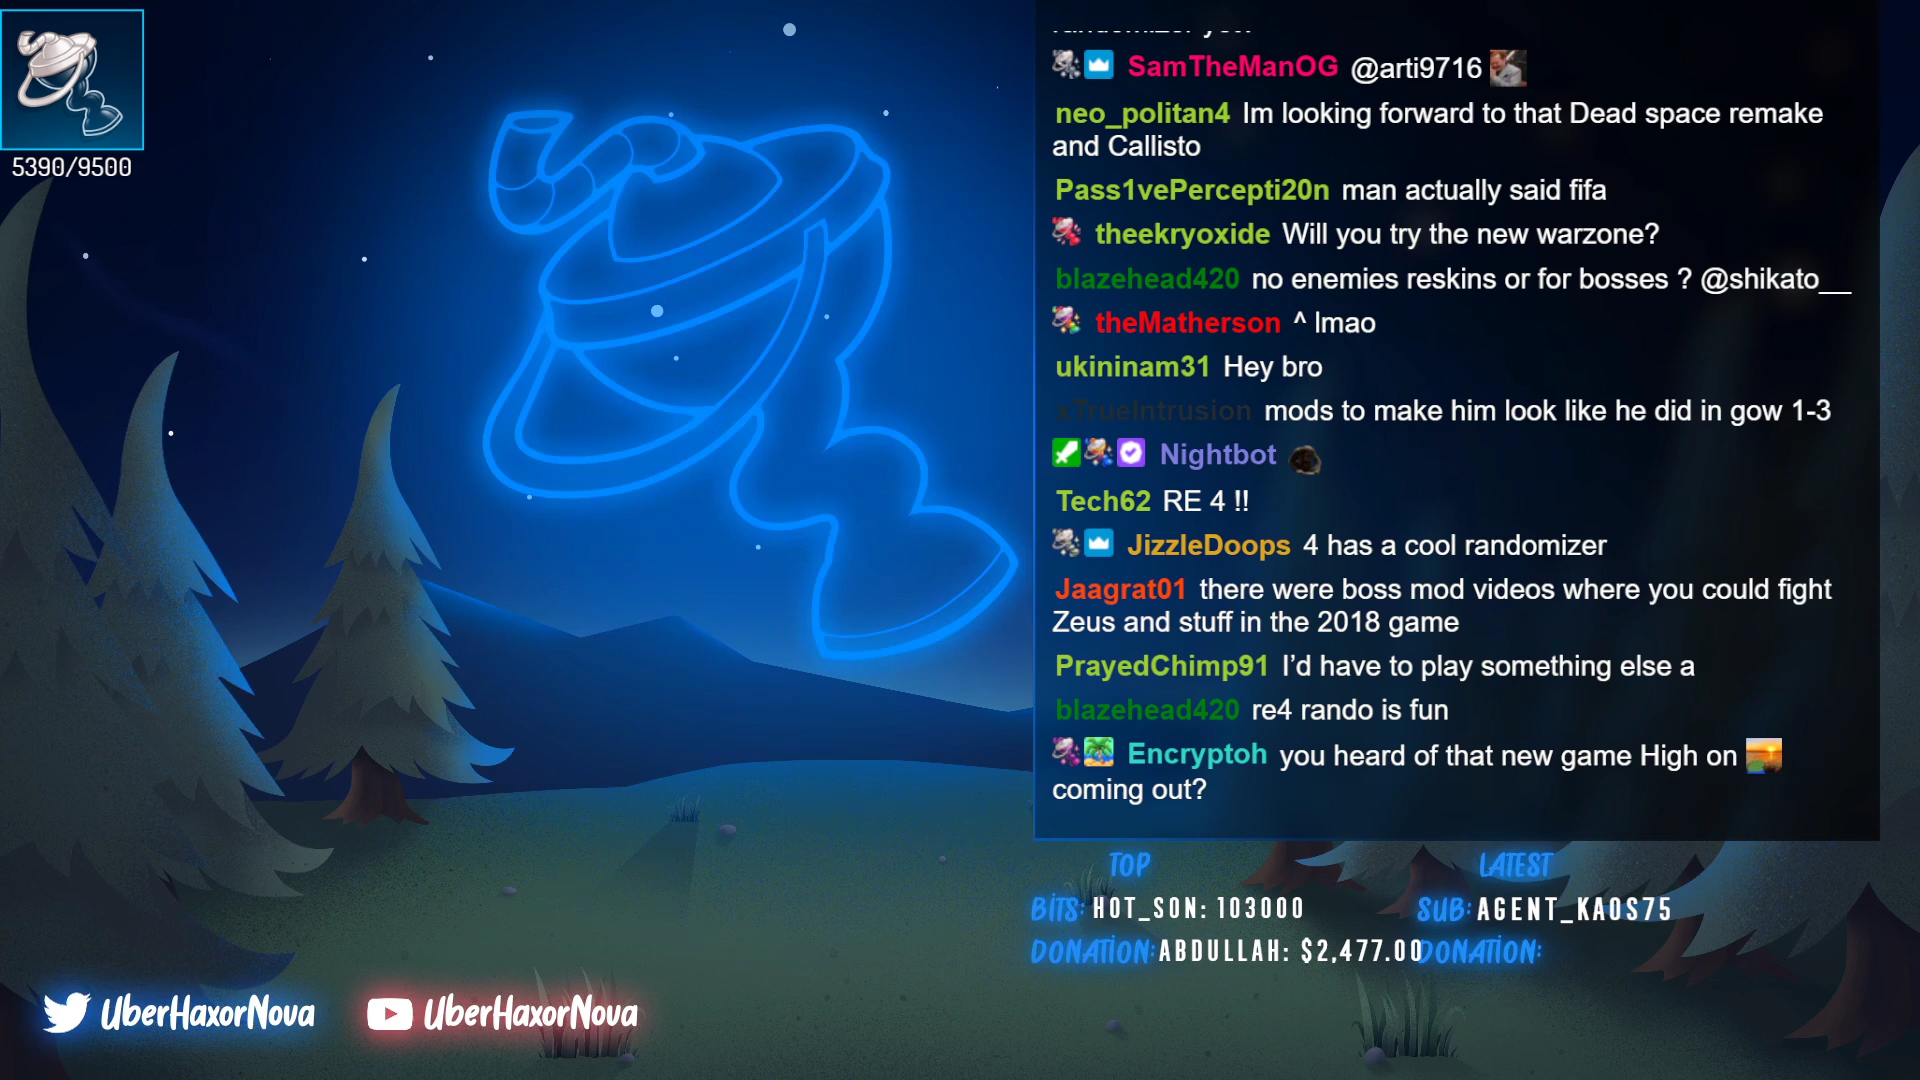 5390/9500
SamTheManOG @arti9716
neo_politan4 Im looking forward to that Dead space remake
and Callisto
Pass1vePercepti20n man actually said fifa
theekryoxide Will you try the new warzone?
blazehead420 no enemies reskins or for bosses ? @shikato__
theMatherson ^ lmao
ukininam31 Hey bro
xTrueIntrusion mods to make him look like he did in gow 1-3
Nightbot
Tech62 RE 4 !!
JizzleDoops 4 has a cool randomizer
Jaagrat01 there were boss mod videos where you could fight
Zeus and stuff in the 2018 game
PrayedChimp91 I’d have to play something else a
blazehead420 re4 rando is fun
Encryptoh you heard of that new game High on
coming out?
TOP
BITS: HOT_SON: 103000
DONATION: ABDULLAH: $2,477.00
LATEST
SUB: AGENT_KAOS75
DONATION:
UberHaxorNova
UberHaxorNova